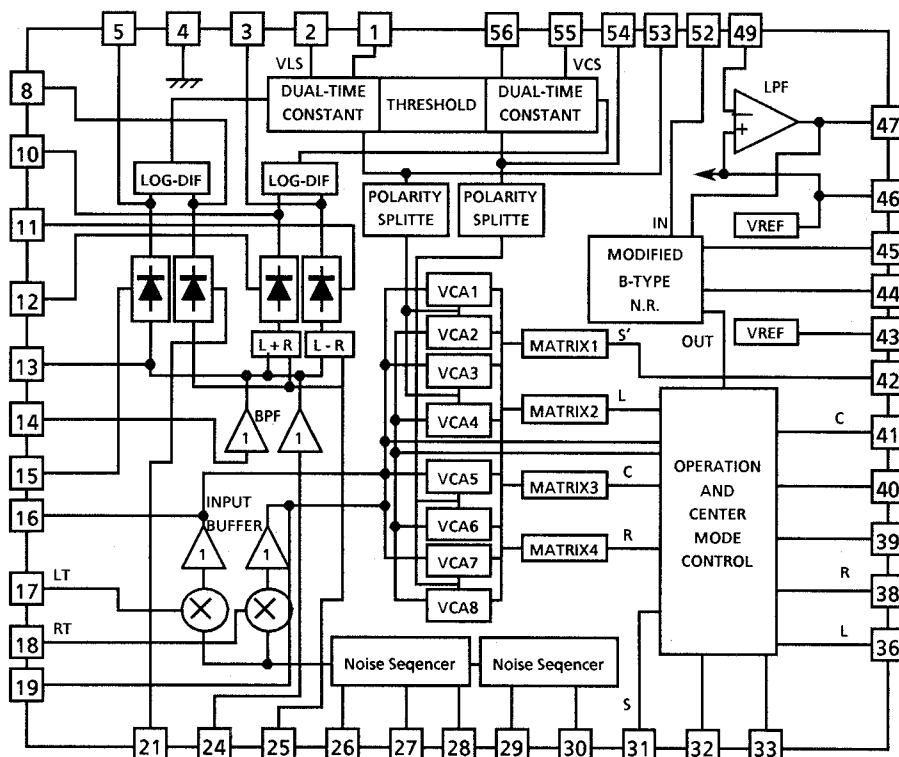 5 4 3 2 1 56 55 54 53 52 49
VLS VCS
8
DUAL-TIME CONSTANT
THRESHOLD
DUAL-TIME CONSTANT
LPF
47
10
LOG-DIF
LOG-DIF
POLARITY SPLITTE
POLARITY SPLITTE
46
11
IN
VREF
45
12
MODIFIED
B-TYPE
N.R.
44
VCA1
VCA2
VCA3
VCA4
VCA5
VCA6
VCA7
VCA8
L+R
L-R
13
MATRIX1
S'
OUT
VREF
43
42
14
BPF
1
1
MATRIX2
L
C
41
15
MATRIX3
C
OPERATION
AND
CENTER
MODE
CONTROL
40
16
INPUT
BUFFER
1
1
MATRIX4
R
39
17
LT
R
38
18
RT
L
36
19
Noise Seqencer
Noise Seqencer
S
21 24 25 26 27 28 29 30 31 32 33